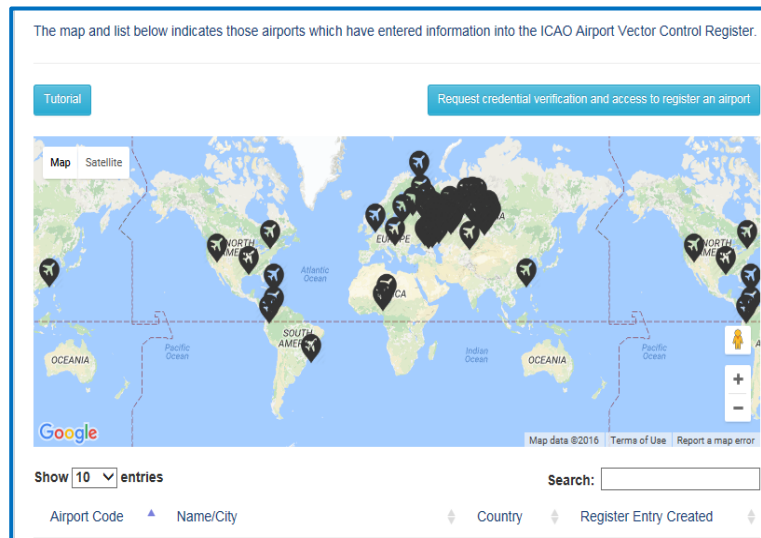 The map and list below indicates those airports which have entered information into the ICAO Airport Vector Control Register.
Tutorial
Request credential verification and access to register an airport
Map Satellite
NORTH
Atlantic
Ocean
SOUTH
OCEANIA
Pacific
Ocean
Indian
Ocean
OCEANIA
Pacific
Ocean
NORTH
Google
Map data ©2016 Terms of Use Report a map error
Show 10 entries
Search:
Airport Code Name/City Country Register Entry Created